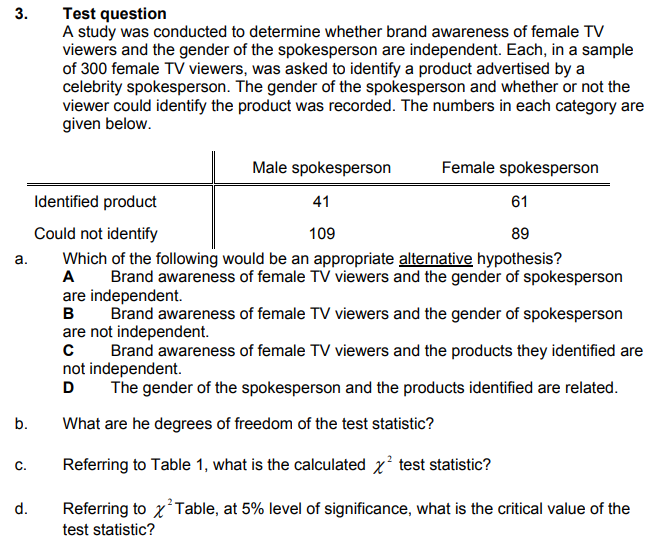 3. Test question
A study was conducted to determine whether brand awareness of female TV
viewers and the gender of the spokesperson are independent. Each, in a sample
of 300 female TV viewers, was asked to identify a product advertised by a
celebrity spokesperson. The gender of the spokesperson and whether or not the
viewer could identify the product was recorded. The numbers in each category are
given below.
Male spokesperson Female spokesperson
Identified product 41 61
Could not identify 109 89
a. Which of the following would be an appropriate alternative hypothesis?
A Brand awareness of female TV viewers and the gender of spokesperson
are independent.
B Brand awareness of female TV viewers and the gender of spokesperson
are not independent.
C Brand awareness of female TV viewers and the products they identified are
not independent.
D The gender of the spokesperson and the products identified are related.
b. What are he degrees of freedom of the test statistic?
c. Referring to Table 1, what is the calculated χ² test statistic?
d. Referring to χ² Table, at 5% level of significance, what is the critical value of the
test statistic?